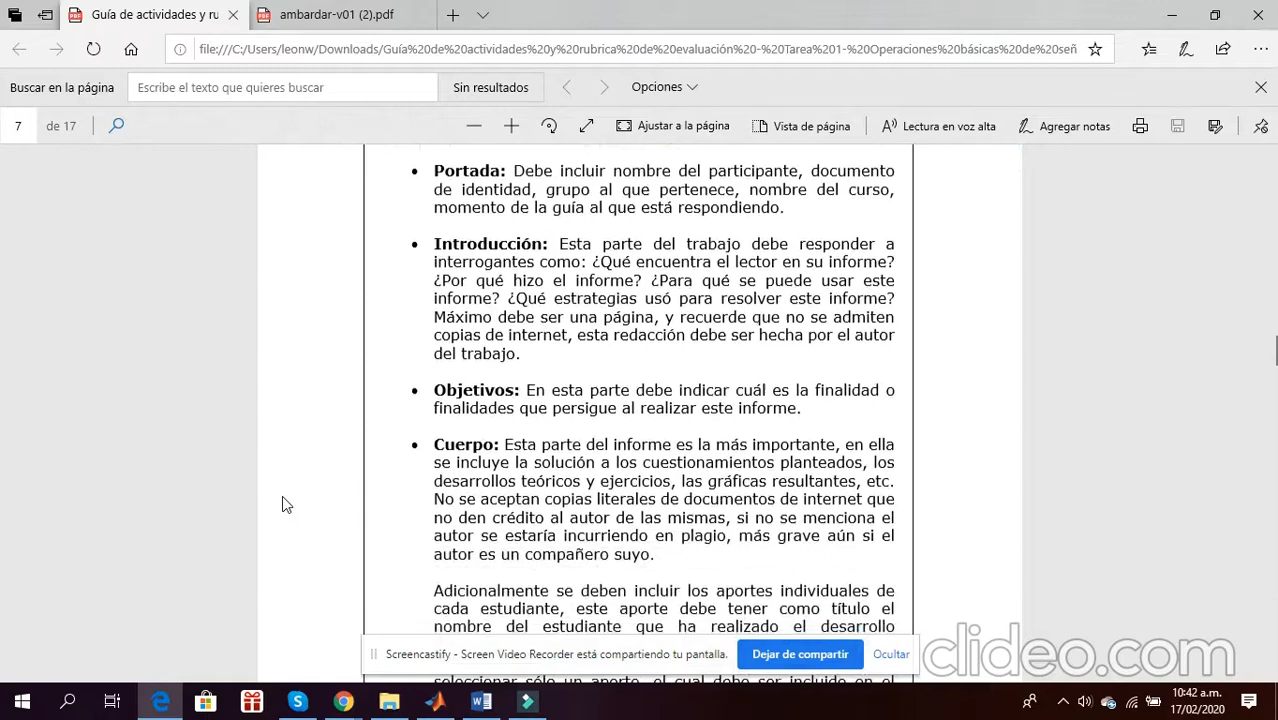 Guía de actividades y ru
ambardar-v01 (2).pdf
file:///C:/Users/leonw/Downloads/Guía%20de%20actividades%20y%20rubrica%20de%20evaluación%20-%20Tarea%201-%20Operaciones%20básicas%20de%20señ
Buscar en la página
Escribe el texto que quieres buscar
Sin resultados
Opciones
7 de 17
Ajustar a la página
Vista de página
Lectura en voz alta
Agregar notas
• Portada: Debe incluir nombre del participante, documento
de identidad, grupo al que pertenece, nombre del curso,
momento de la guía al que está respondiendo.
• Introducción: Esta parte del trabajo debe responder a
interrogantes como: ¿Qué encuentra el lector en su informe?
¿Por qué hizo el informe? ¿Para qué se puede usar este
informe? ¿Qué estrategias usó para resolver este informe?
Máximo debe ser una página, y recuerde que no se admiten
copias de internet, esta redacción debe ser hecha por el autor
del trabajo.
• Objetivos: En esta parte debe indicar cuál es la finalidad o
finalidades que persigue al realizar este informe.
• Cuerpo: Esta parte del informe es la más importante, en ella
se incluye la solución a los cuestionamientos planteados, los
desarrollos teóricos y ejercicios, las gráficas resultantes, etc.
No se aceptan copias literales de documentos de internet que
no den crédito al autor de las mismas, si no se menciona el
autor se estaría incurriendo en plagio, más grave aún si el
autor es un compañero suyo.
Adicionalmente se deben incluir los aportes individuales de
cada estudiante, este aporte debe tener como título el
nombre del estudiante que ha realizado el desarrollo
Screencastify - Screen Video Recorder está compartiendo tu pantalla.
Dejar de compartir
Ocultar
seleccionar sólo un aporte, el cual debe ser incluido en el
clideo.com
10:42 a.m.
17/02/2020